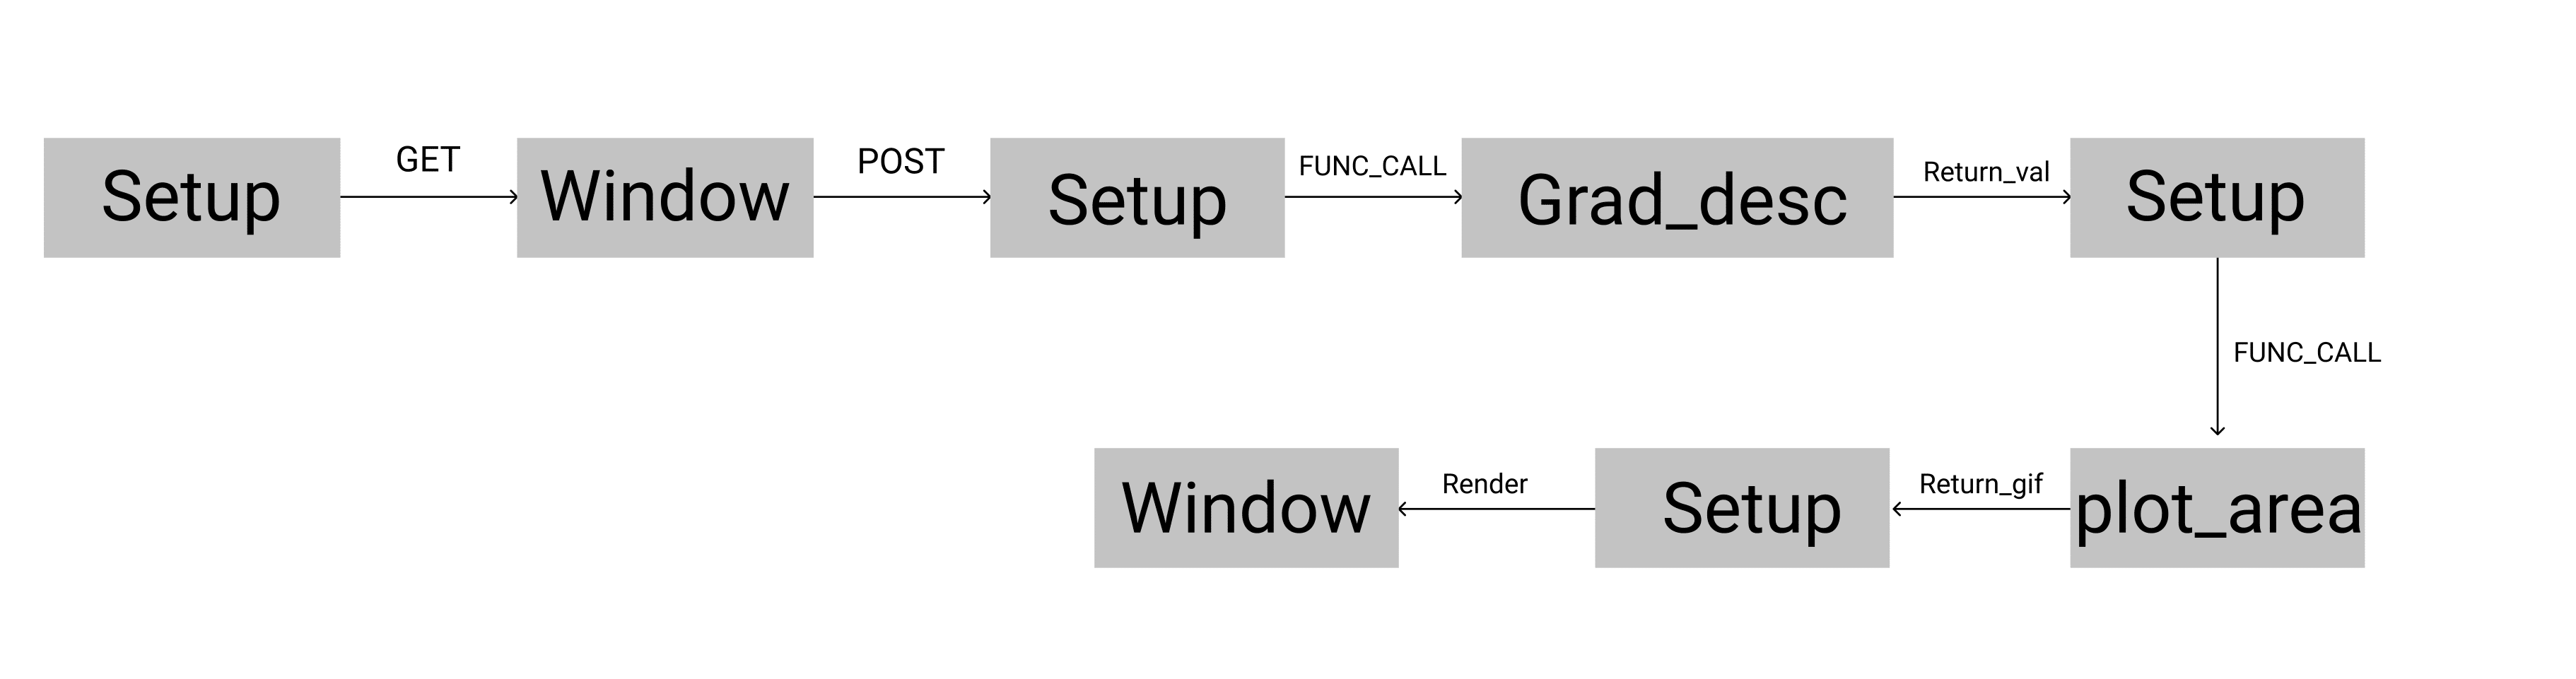 Setup
GET
Window
POST
Setup
FUNC_CALL
Grad_desc
Return_val
Setup
FUNC_CALL
plot_area
Return_gif
Setup
Render
Window